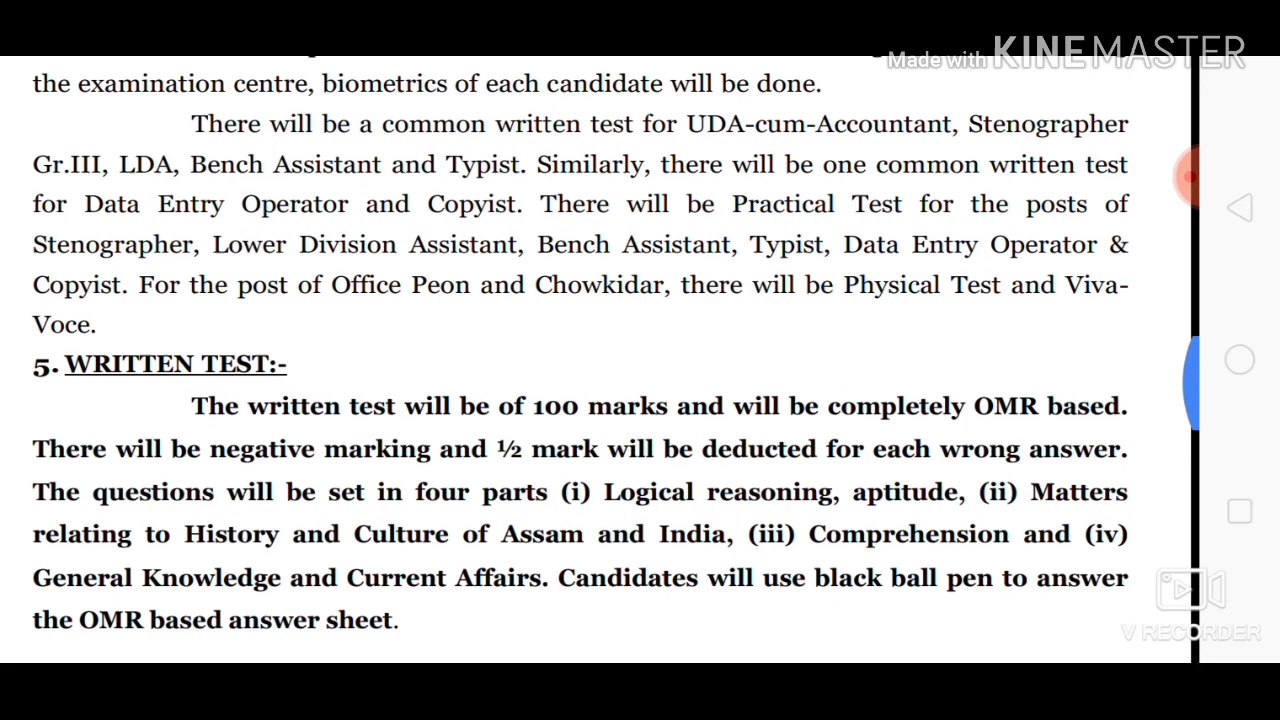 Made with KINEMASTER
the examination centre, biometrics of each candidate will be done.
There will be a common written test for UDA-cum-Accountant, Stenographer
Gr.III, LDA, Bench Assistant and Typist. Similarly, there will be one common written test
for Data Entry Operator and Copyist. There will be Practical Test for the posts of
Stenographer, Lower Division Assistant, Bench Assistant, Typist, Data Entry Operator &
Copyist. For the post of Office Peon and Chowkidar, there will be Physical Test and Viva-
Voce.
5. WRITTEN TEST:-
The written test will be of 100 marks and will be completely OMR based.
There will be negative marking and ½ mark will be deducted for each wrong answer.
The questions will be set in four parts (i) Logical reasoning, aptitude, (ii) Matters
relating to History and Culture of Assam and India, (iii) Comprehension and (iv)
General Knowledge and Current Affairs. Candidates will use black ball pen to answer
the OMR based answer sheet.
V RECORDER